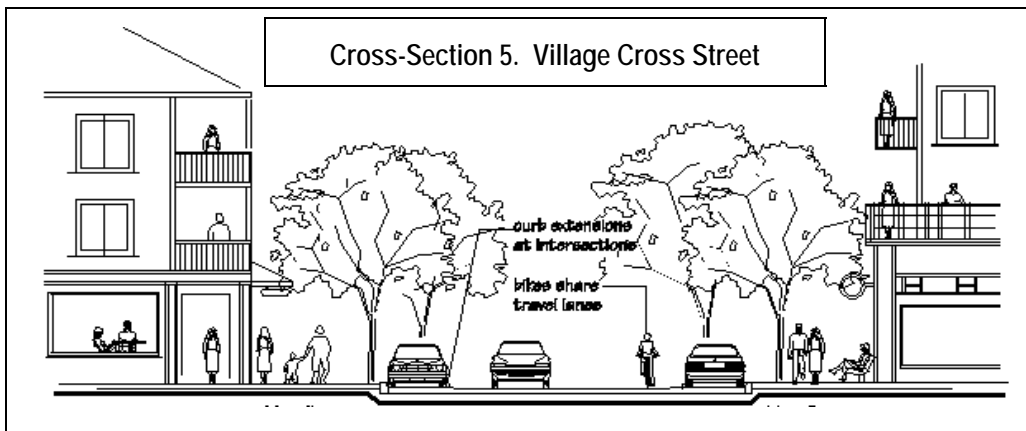 Cross-Section 5. Village Cross Street
curb extensions
at intersections
bikes share
travel lanes